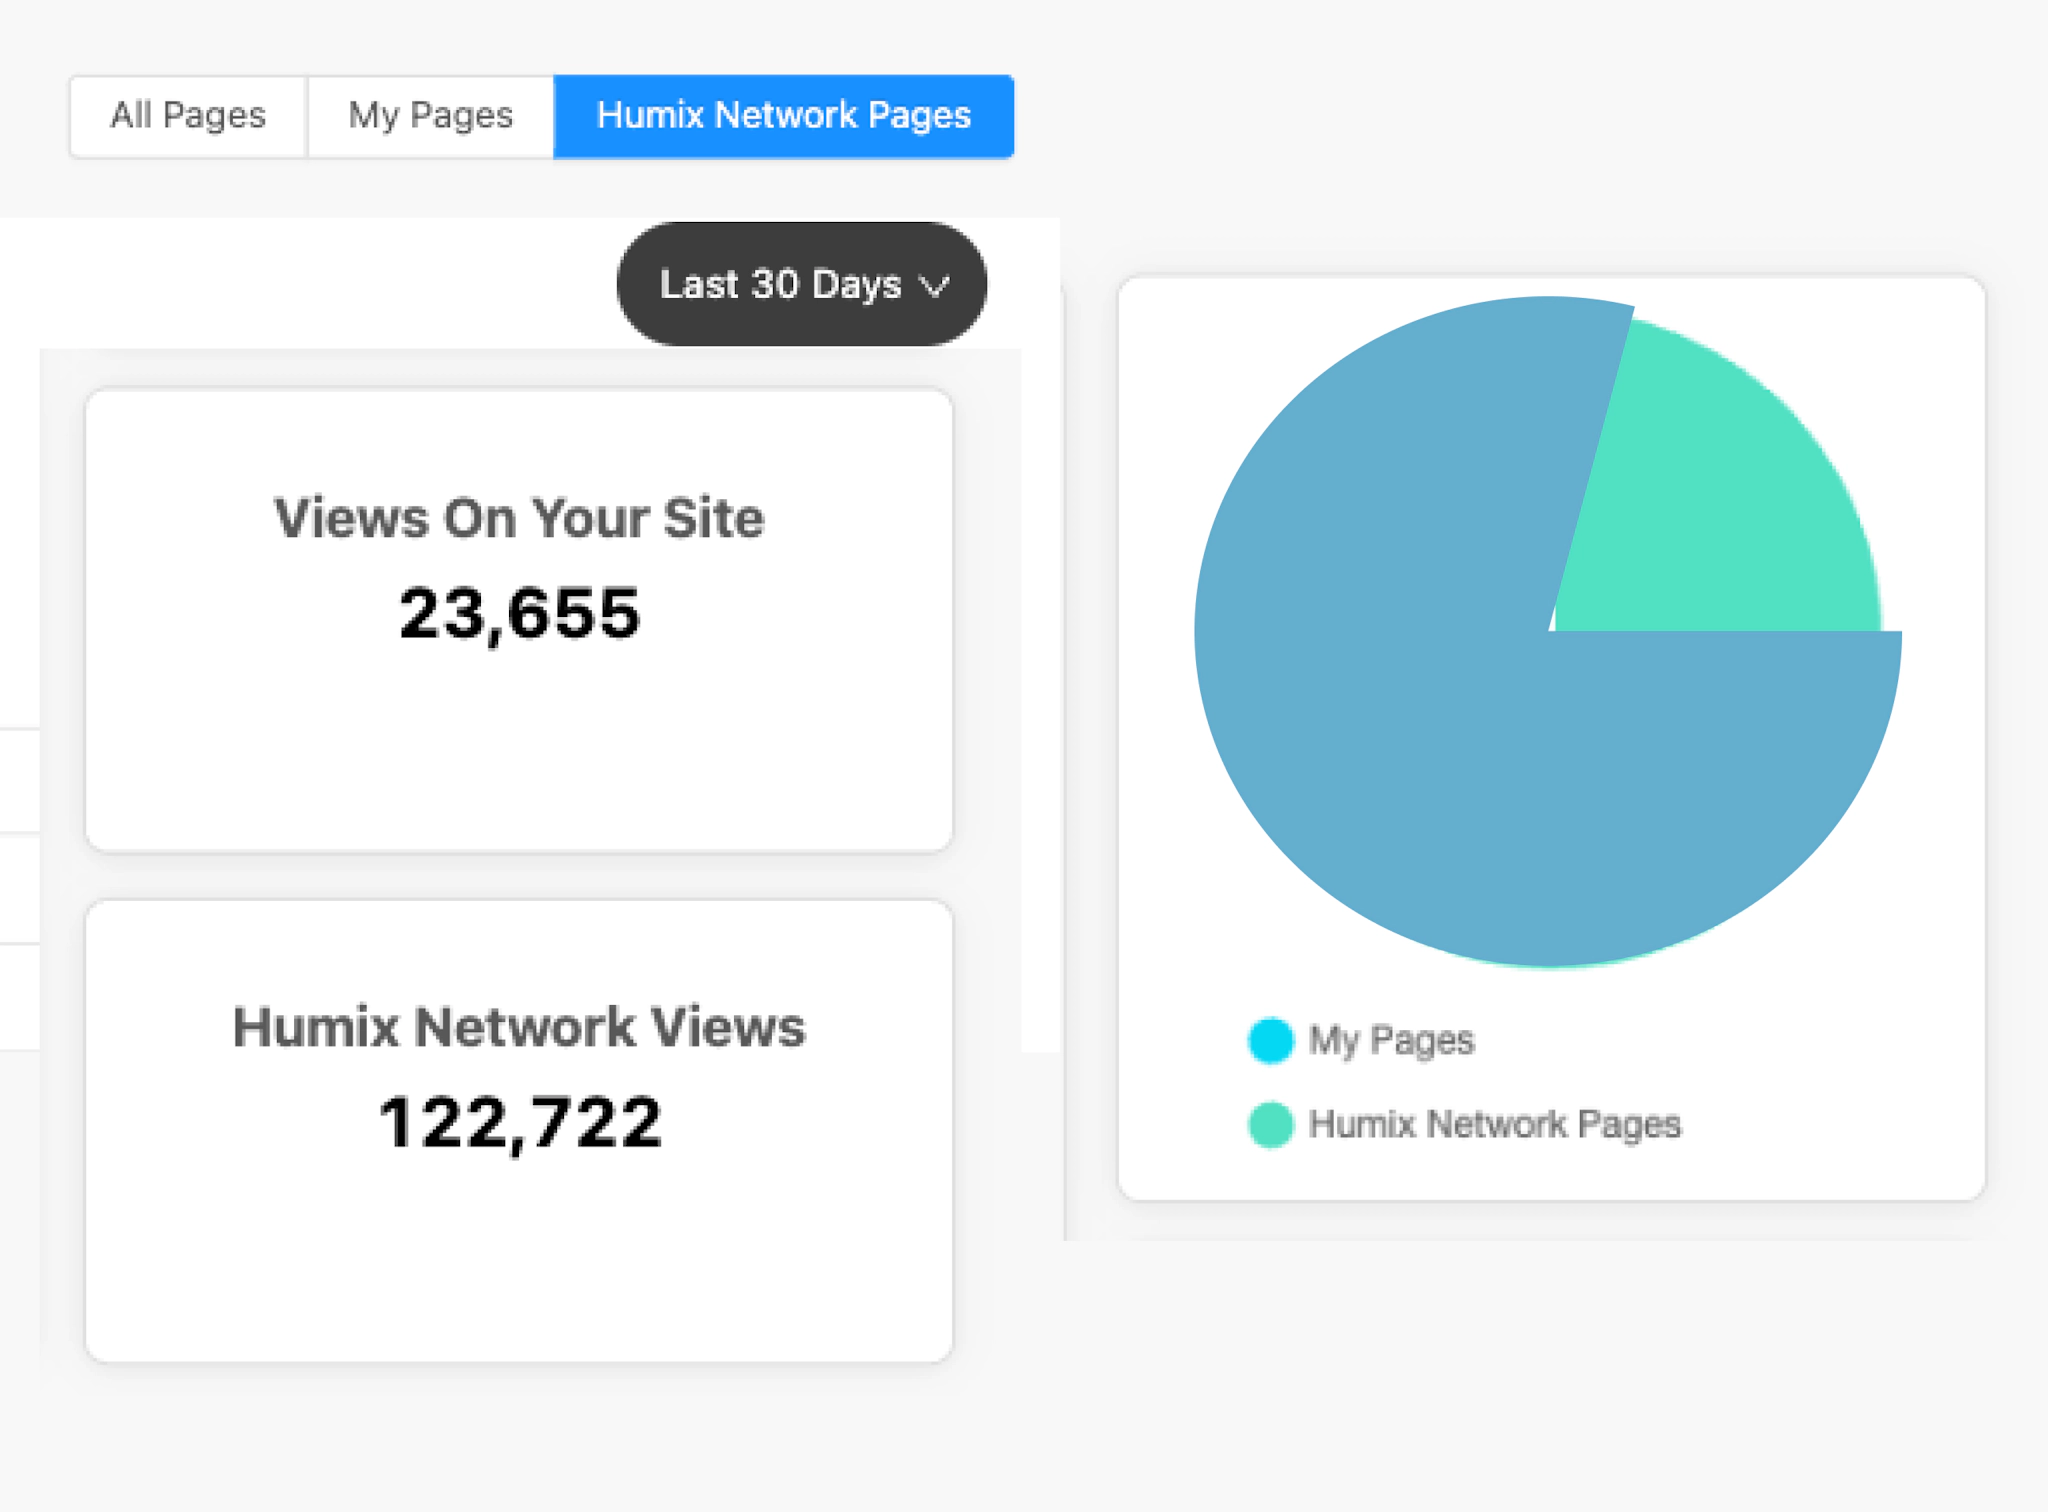 All Pages
My Pages
Humix Network Pages
Last 30 Days
Views On Your Site
23,655
Humix Network Views
122,722
My Pages
Humix Network Pages